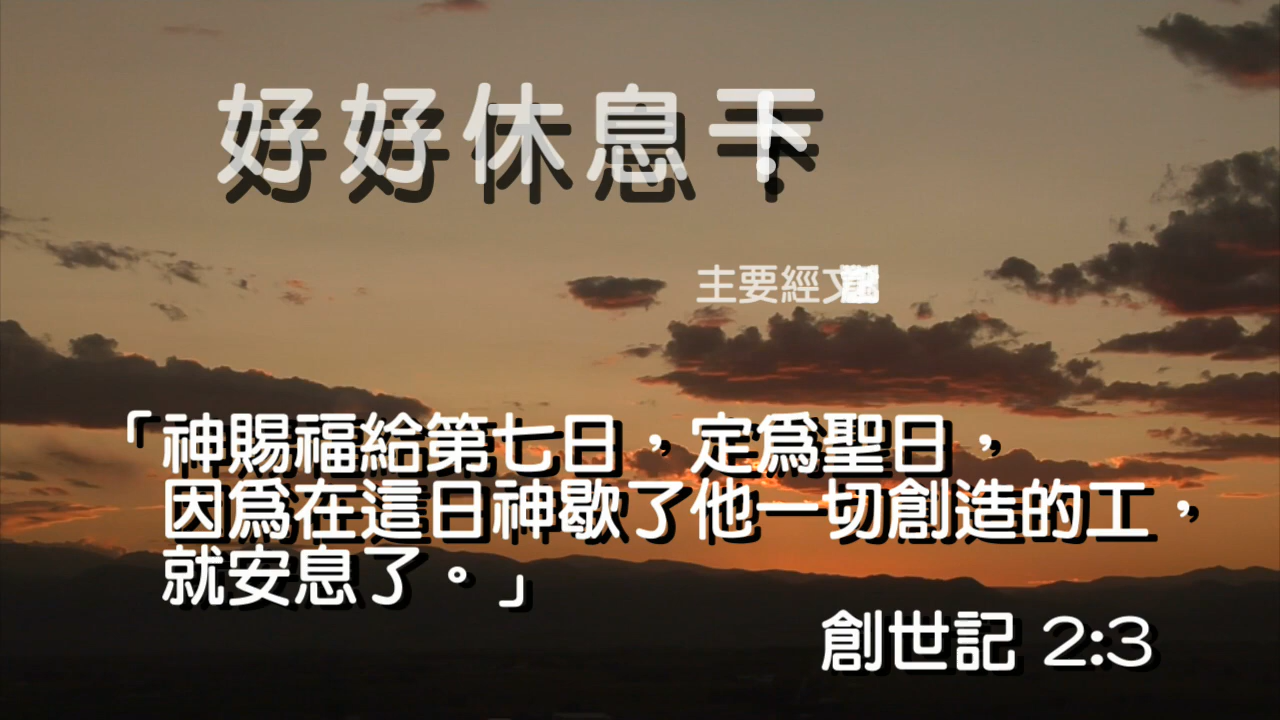 好好休息下！
主要經文
「神賜福給第七日，定爲聖日，
因爲在這日神歇了他一切創造的工，
就安息了。」
創世記 2:3